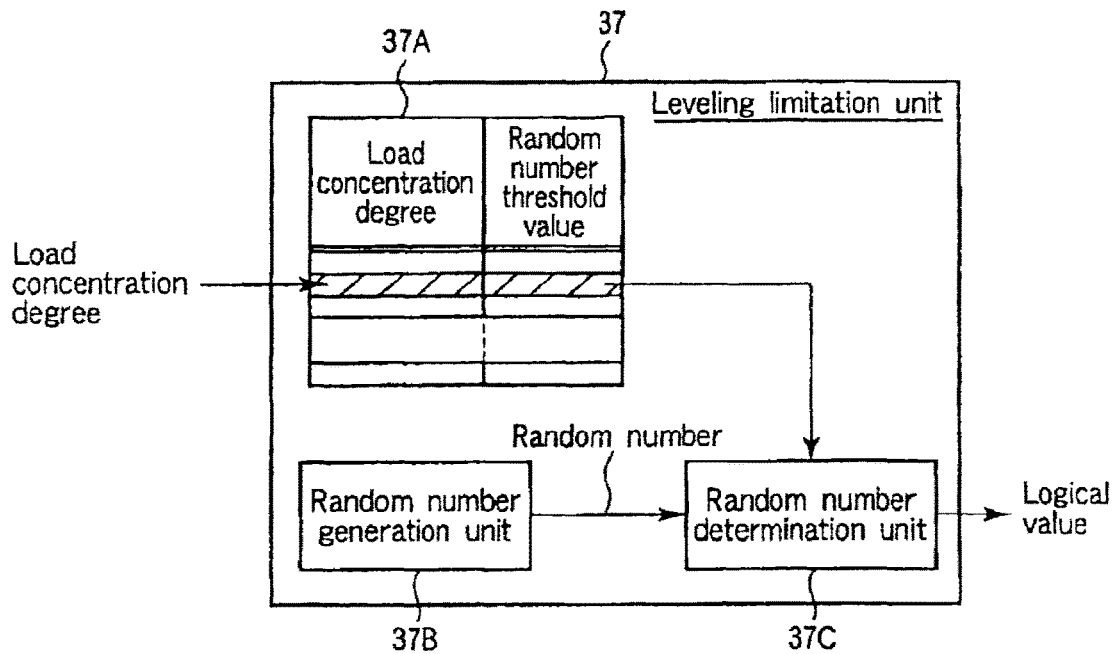 37A
37
Leveling limitation unit
Load
concentration
degree
Random
number
threshold
value
Load
concentration
degree
Random number
Random number
generation unit
Random number
determination unit
Logical
value
37B
37C